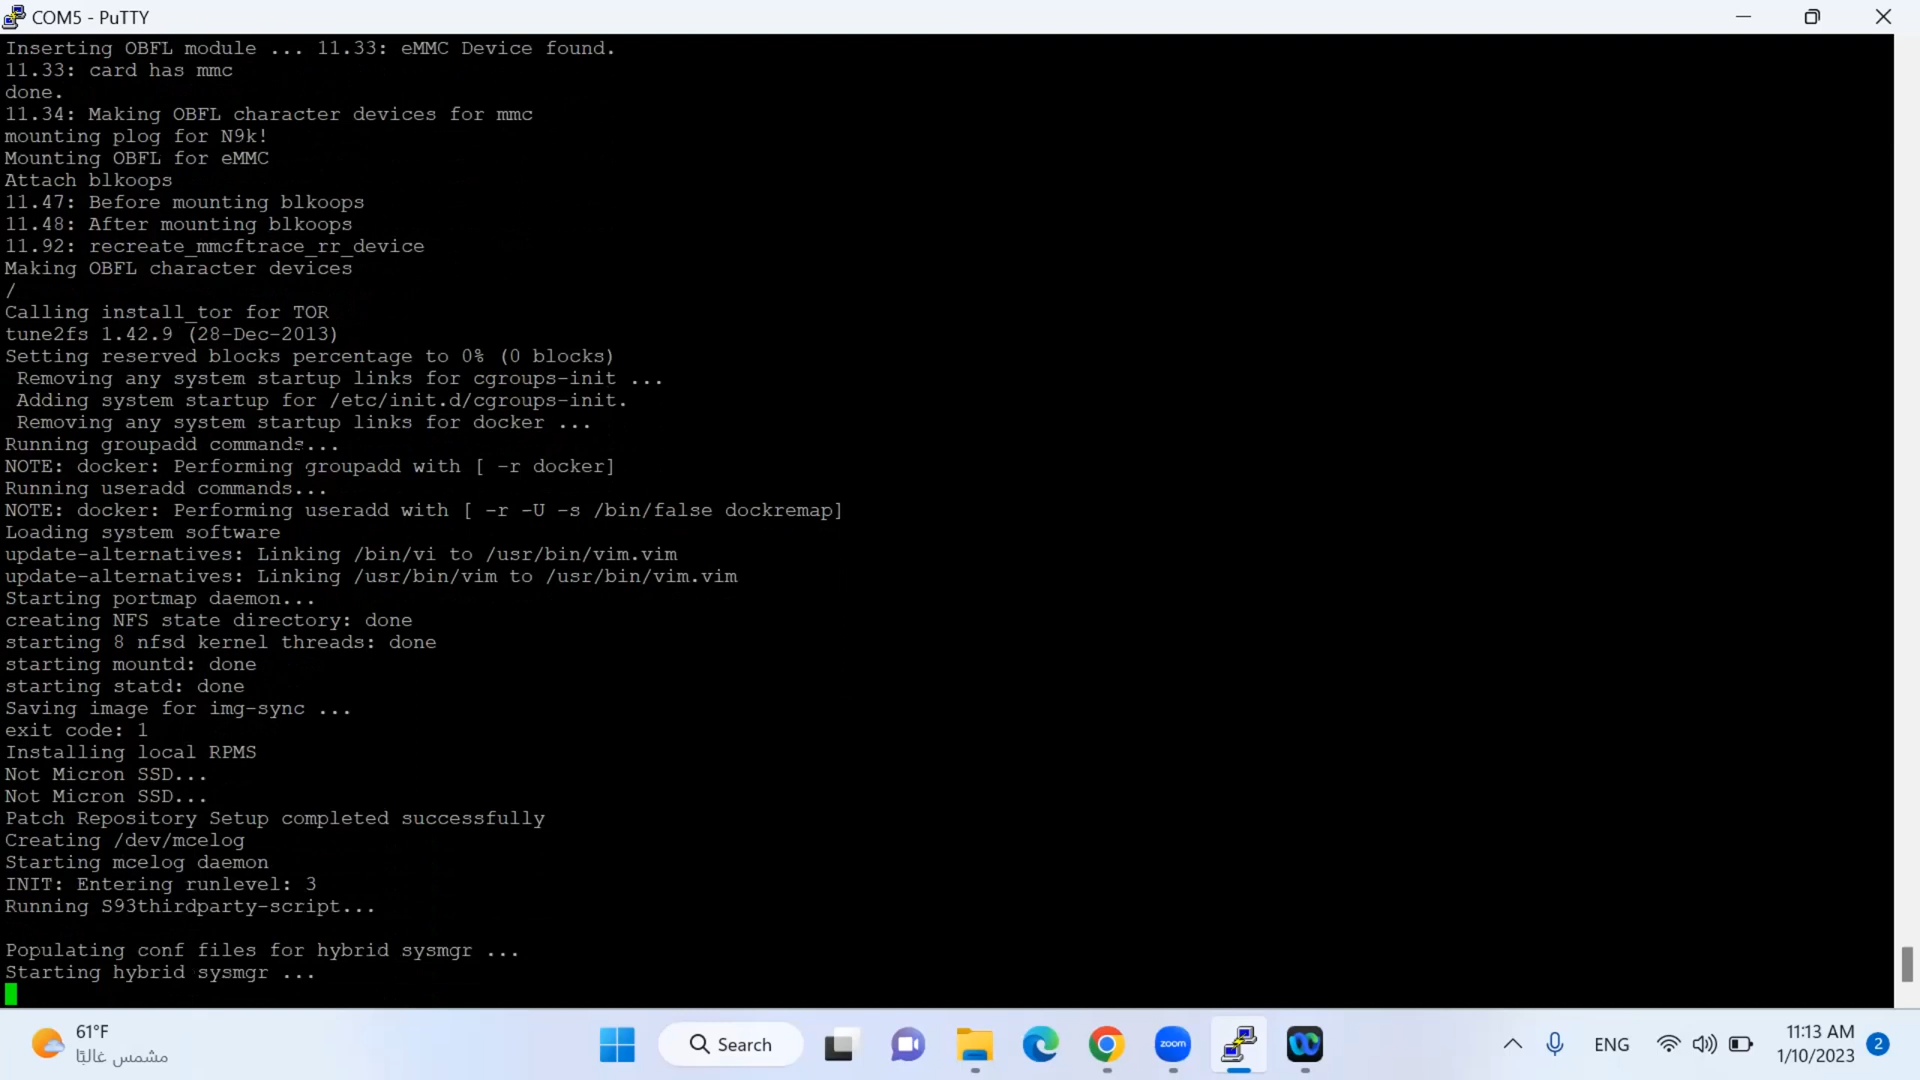 COM5 - PuTTY
Inserting OBFL module ... 11.33: eMMC Device found.
11.33: card has mmc
done.
11.34: Making OBFL character devices for mmc
mounting plog for N9k!
Mounting OBFL for eMMC
Attach blkoops
11.47: Before mounting blkoops
11.48: After mounting blkoops
11.92: recreate_mmcftrace_rr_device
Making OBFL character devices
/
Calling install_tor for TOR
tune2fs 1.42.9 (28-Dec-2013)
Setting reserved blocks percentage to 0% (0 blocks)
Removing any system startup links for cgroups-init ...
Adding system startup for /etc/init.d/cgroups-init.
Removing any system startup links for docker ...
Running groupadd commands...
NOTE: docker: Performing groupadd with [ -r docker]
Running useradd commands...
NOTE: docker: Performing useradd with [ -r -U -s /bin/false dockremap]
Loading system software
update-alternatives: Linking /bin/vi to /usr/bin/vim.vim
update-alternatives: Linking /usr/bin/vim to /usr/bin/vim.vim
Starting portmap daemon...
creating NFS state directory: done
starting 8 nfsd kernel threads: done
starting mountd: done
starting statd: done
Saving image for img-sync ...
exit code: 1
Installing local RPMS
Not Micron SSD...
Not Micron SSD...
Patch Repository Setup completed successfully
Creating /dev/mcelog
Starting mcelog daemon
INIT: Entering runlevel: 3
Running S93thirdparty-script...
Populating conf files for hybrid sysmgr ...
Starting hybrid sysmgr ...
61°F
مشمس غالبًا
Search
zoom
ENG
11:13 AM
1/10/2023
2